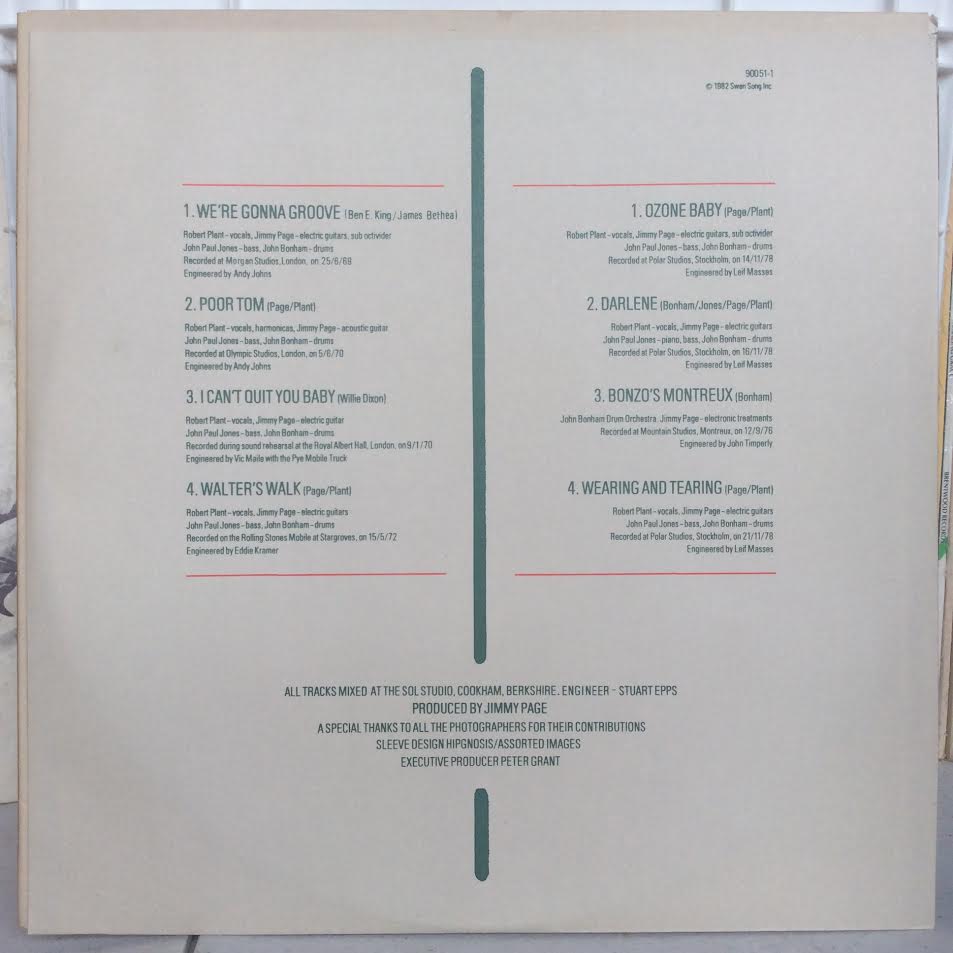 90051-1
© 1982 Swan Song Inc
1. WE'RE GONNA GROOVE (Ben E. King / James Bethea)
Robert Plant - vocals, Jimmy Page - electric guitars, sub octivider
John Paul Jones - bass, John Bonham - drums
Recorded at Morgan Studios, London, on 25/6/69
Engineered by Andy Johns
2. POOR TOM (Page/Plant)
Robert Plant - vocals, harmonicas, Jimmy Page - acoustic guitar
John Paul Jones - bass, John Bonham - drums
Recorded at Olympic Studios, London, on 5/6/70
Engineered by Andy Johns
3. I CAN'T QUIT YOU BABY (Willie Dixon)
Robert Plant - vocals, Jimmy Page - electric guitar
John Paul Jones - bass, John Bonham - drums
Recorded during sound rehearsal at the Royal Albert Hall, London, on 9/1/70
Engineered by Vic Maile with the Pye Mobile Truck
4. WALTER'S WALK (Page/Plant)
Robert Plant - vocals, Jimmy Page - electric guitars
John Paul Jones - bass, John Bonham - drums
Recorded on the Rolling Stones Mobile at Stargroves, on 15/5/72
Engineered by Eddie Kramer
1. OZONE BABY (Page/Plant)
Robert Plant - vocals, Jimmy Page - electric guitars, sub octivider
John Paul Jones - bass, John Bonham - drums
Recorded at Polar Studios, Stockholm, on 14/11/78
Engineered by Leif Masses
2. DARLENE (Bonham/Jones/Page/Plant)
Robert Plant - vocals, Jimmy Page - electric guitars
John Paul Jones - piano, bass, John Bonham - drums
Recorded at Polar Studios, Stockholm, on 16/11/78
Engineered by Leif Masses
3. BONZO'S MONTREUX (Bonham)
John Bonham Drum Orchestra. Jimmy Page - electronic treatments
Recorded at Mountain Studios, Montreux, on 12/9/76
Engineered by John Timperly
4. WEARING AND TEARING (Page/Plant)
Robert Plant - vocals, Jimmy Page - electric guitars
John Paul Jones - bass, John Bonham - drums
Recorded at Polar Studios, Stockholm, on 21/11/78
Engineered by Leif Masses
ALL TRACKS MIXED AT THE SOL STUDIO, COOKHAM, BERKSHIRE. ENGINEER - STUART EPPS
PRODUCED BY JIMMY PAGE
A SPECIAL THANKS TO ALL THE PHOTOGRAPHERS FOR THEIR CONTRIBUTIONS
SLEEVE DESIGN HIPGNOSIS/ASSORTED IMAGES
EXECUTIVE PRODUCER PETER GRANT